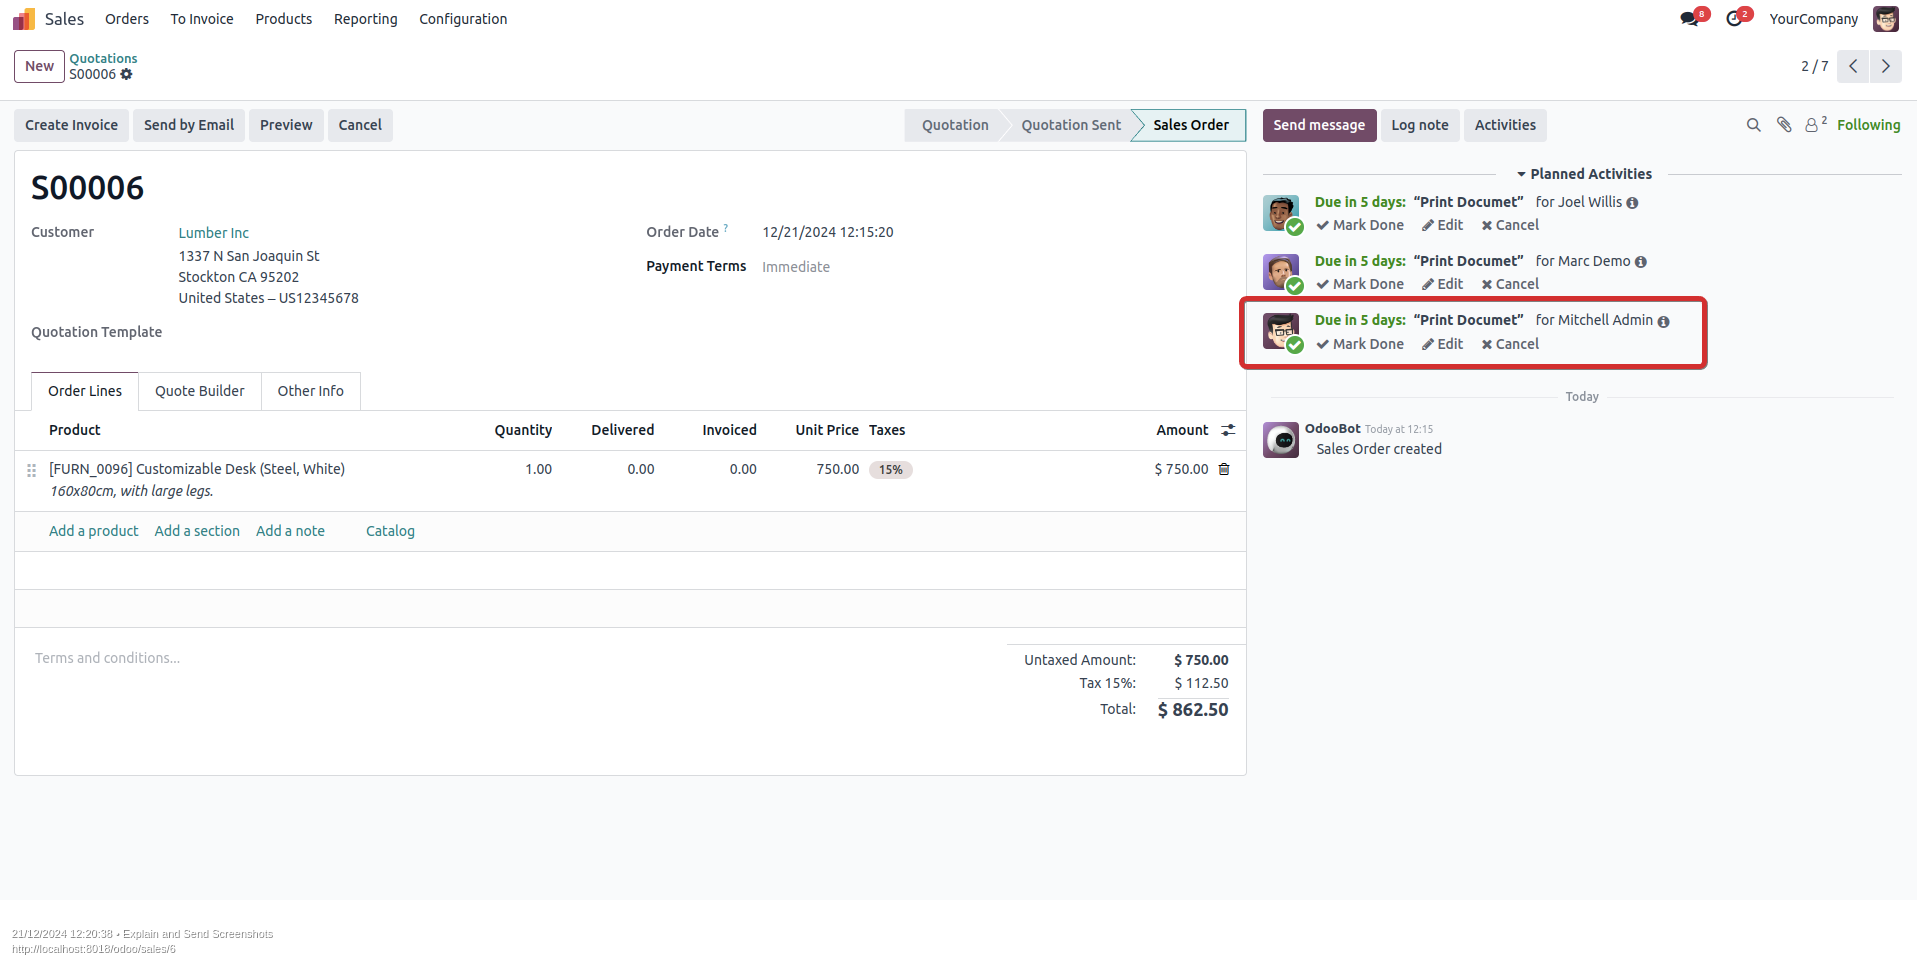 Sales Orders To Invoice Products Reporting Configuration 8 2 YourCompany
New Quotations
S00006
2 / 7
Create Invoice Send by Email Preview Cancel Quotation Quotation Sent Sales Order Send message Log note Activities 2 Following
S00006
Customer Lumber Inc
1337 N San Joaquin St
Stockton CA 95202
United States – US12345678
Quotation Template
Order Date ? 12/21/2024 12:15:20
Payment Terms Immediate
Order Lines Quote Builder Other Info
Product Quantity Delivered Invoiced Unit Price Taxes Amount
[FURN_0096] Customizable Desk (Steel, White) 1.00 0.00 0.00 750.00 15% $ 750.00
160x80cm, with large legs.
Add a product Add a section Add a note Catalog
Terms and conditions...
Untaxed Amount: $ 750.00
Tax 15%: $ 112.50
Total: $ 862.50
Planned Activities
Due in 5 days: “Print Documet” for Joel Willis
Mark Done Edit Cancel
Due in 5 days: “Print Documet” for Marc Demo
Mark Done Edit Cancel
Due in 5 days: “Print Documet” for Mitchell Admin
Mark Done Edit Cancel
Today
OdooBot Today at 12:15
Sales Order created
21/12/2024 12:20:38 • Explain and Send Screenshots
http://localhost:8018/odoo/sales/6